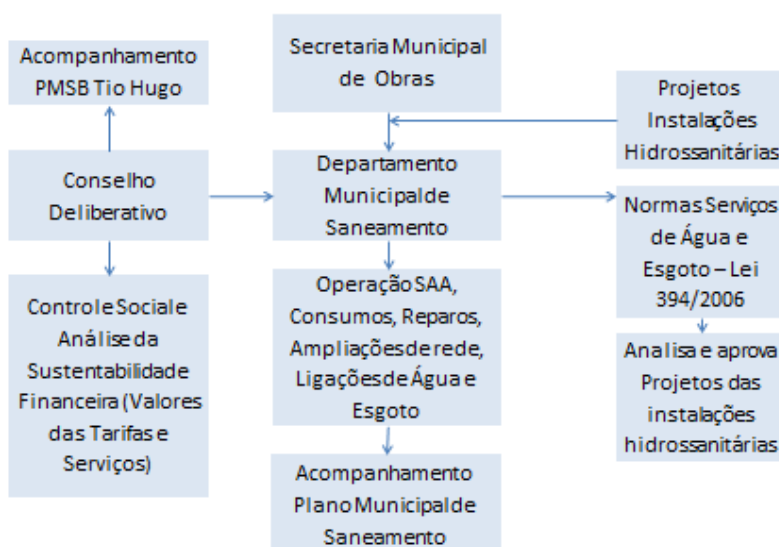 Acompanhamento
PMSB Tio Hugo
Secretaria Municipal
de Obras
Projetos
Instalações
Hidrossanitárias
Conselho
Deliberativo
Departamento
Municipal de
Saneamento
Normas Serviços
de Água e
Esgoto – Lei
394/2006
Controle Social e
Análise da
Sustentabilidade
Financeira (Valores
das Tarifas e
Serviços)
Operação SAA,
Consumos, Reparos,
Ampliações de rede,
Ligações de Água e
Esgoto
Analisa e aprova
Projetos das
instalações
hidrossanitárias
Acompanhamento
Plano Municipal de
Saneamento